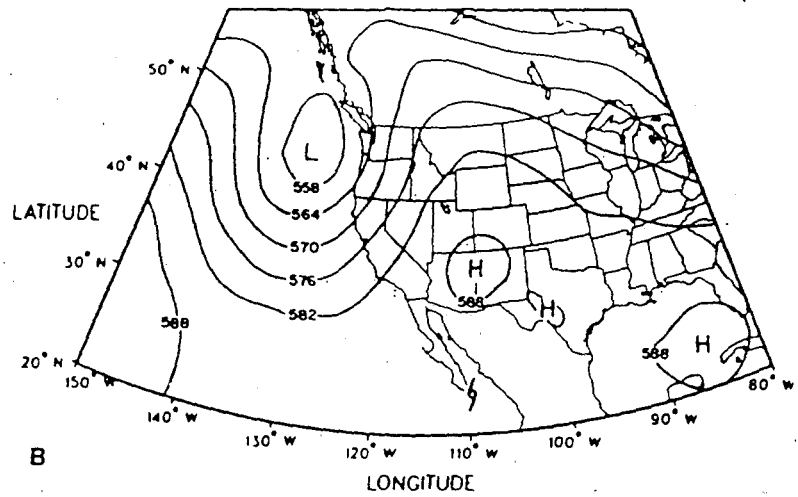 50° N
40° N
LATITUDE
30° N
20° N
150° W
140° W
130° W
120° W
110° W
100° W
90° W
80° W
L
558
564
570
576
582
588
H
588
H
588
H
B
LONGITUDE